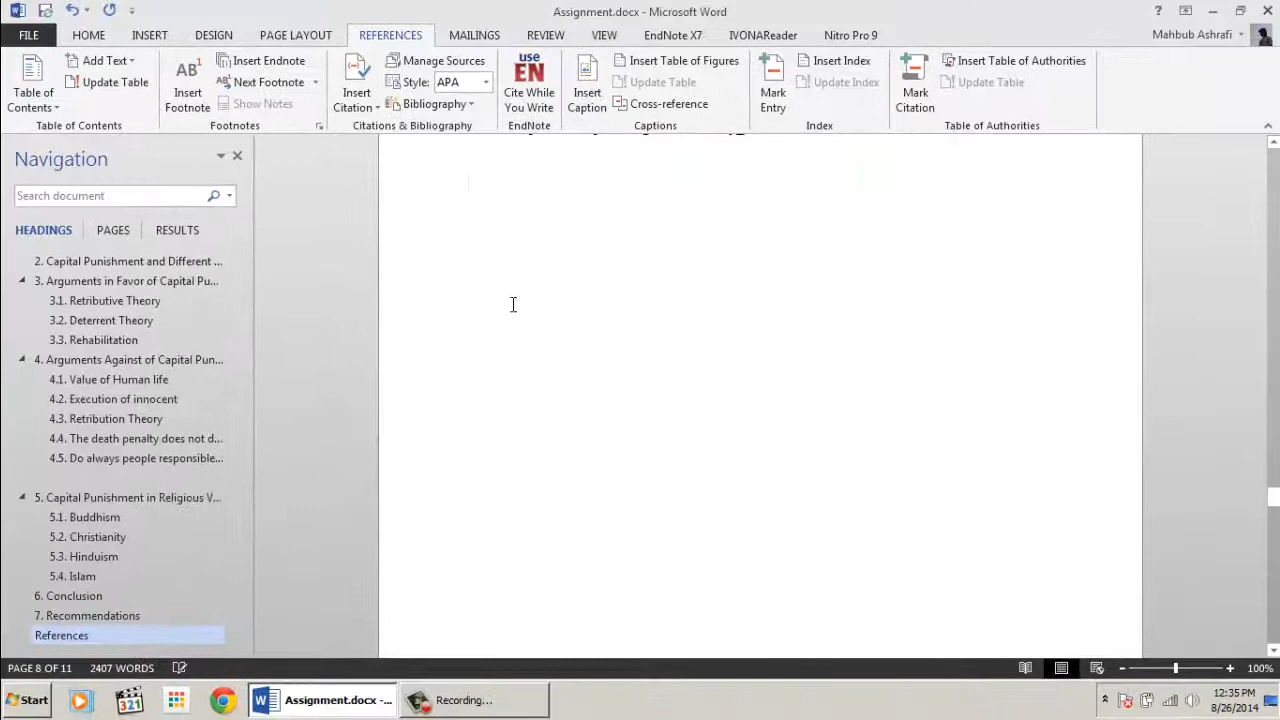 Assignment.docx - Microsoft Word
?
FILE HOME INSERT DESIGN PAGE LAYOUT REFERENCES MAILINGS REVIEW VIEW EndNote X7 IVONAReader Nitro Pro 9 Mahbub Ashrafi
Table of Contents
Add Text
Update Table
Table of Contents
AB1
Insert Footnote
Insert Endnote
Next Footnote
Show Notes
Footnotes
Insert Citation
Manage Sources
Style: APA
Bibliography
Citations & Bibliography
use
EN
Cite While You Write
EndNote
Insert Caption
Insert Table of Figures
Update Table
Cross-reference
Captions
Mark Entry
Insert Index
Update Index
Index
Mark Citation
Insert Table of Authorities
Update Table
Table of Authorities
Navigation
Search document
HEADINGS PAGES RESULTS
2. Capital Punishment and Different ...
3. Arguments in Favor of Capital Pu...
3.1. Retributive Theory
3.2. Deterrent Theory
3.3. Rehabilitation
4. Arguments Against of Capital Pun...
4.1. Value of Human life
4.2. Execution of innocent
4.3. Retribution Theory
4.4. The death penalty does not d...
4.5. Do always people responsible...
5. Capital Punishment in Religious V...
5.1. Buddhism
5.2. Christianity
5.3. Hinduism
5.4. Islam
6. Conclusion
7. Recommendations
References
PAGE 8 OF 11 2407 WORDS 100%
Start 321 Assignment.docx -... Recording... 12:35 PM
8/26/2014